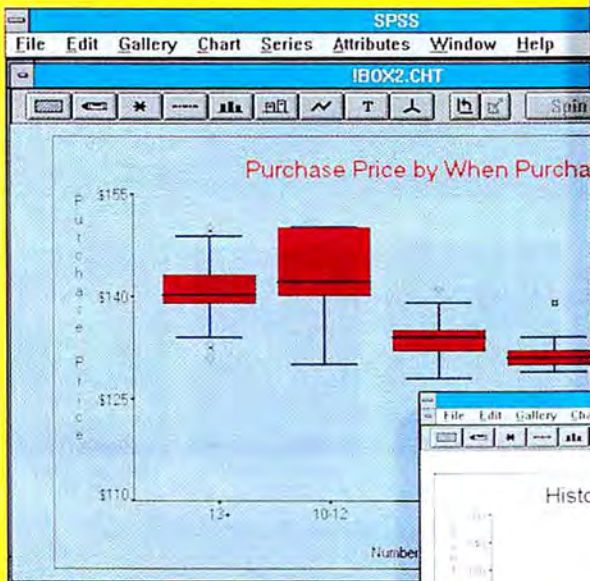 SPSS
File Edit Gallery Chart Series Attributes Window Help
!BOX2.CHT
T Spin
Purchase Price by When Purcha
Purchase Price
$155
$140
$125
$110
13+ 10-12
Number
File Edit Gallery Cha
Histo